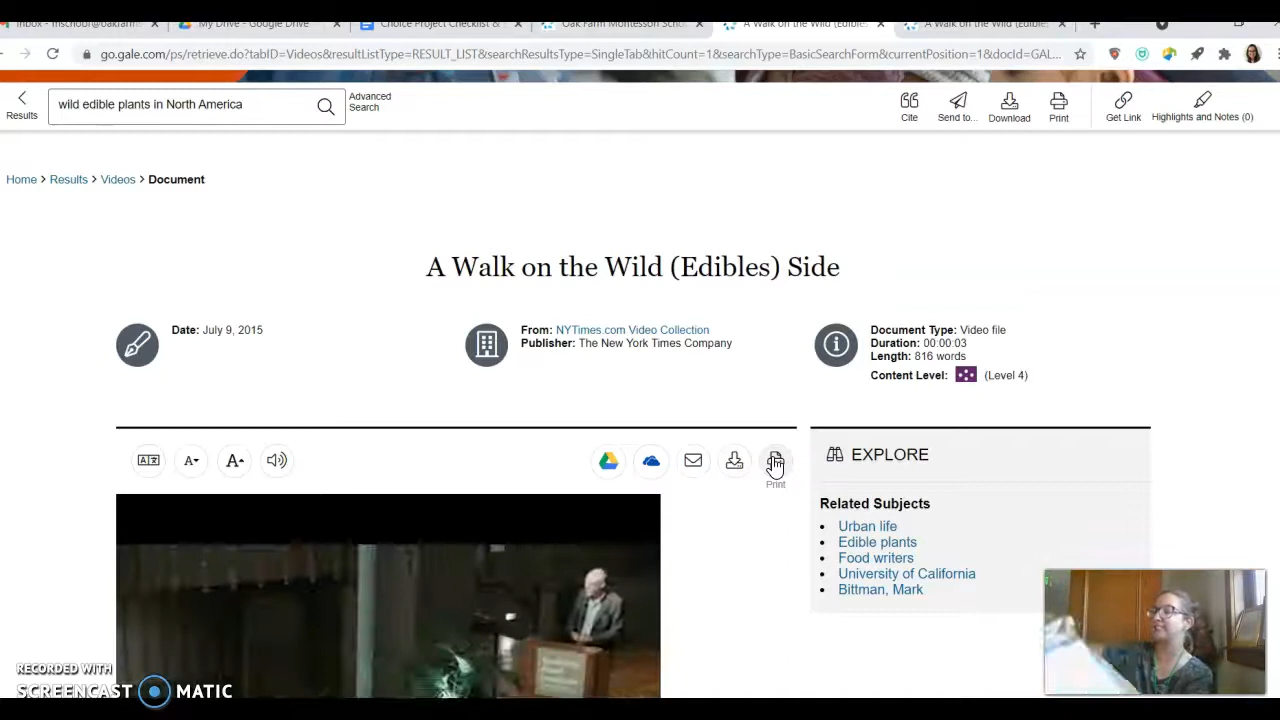 Inbox - mschool@oakfarm
My Drive - Google Drive
Choice Project Checklist &
Oak Farm Montessori Scho
A Walk on the Wild (Edible
A Walk on the Wild (Edible
go.gale.com/ps/retrieve.do?tabID=Videos&resultListType=RESULT_LIST&searchResultsType=SingleTab&hitCount=1&searchType=BasicSearchForm&currentPosition=1&docId=GAL...
Results
wild edible plants in North America
Advanced
Search
Cite
Send to...
Download
Print
Get Link
Highlights and Notes (0)
Home > Results > Videos > Document
A Walk on the Wild (Edibles) Side
Date: July 9, 2015
From: NYTimes.com Video Collection
Publisher: The New York Times Company
Document Type: Video file
Duration: 00:00:03
Length: 816 words
Content Level: (Level 4)
A
A
Print
EXPLORE
Related Subjects
• Urban life
• Edible plants
• Food writers
• University of California
• Bittman, Mark
RECORDED WITH
SCREENCAST MATIC